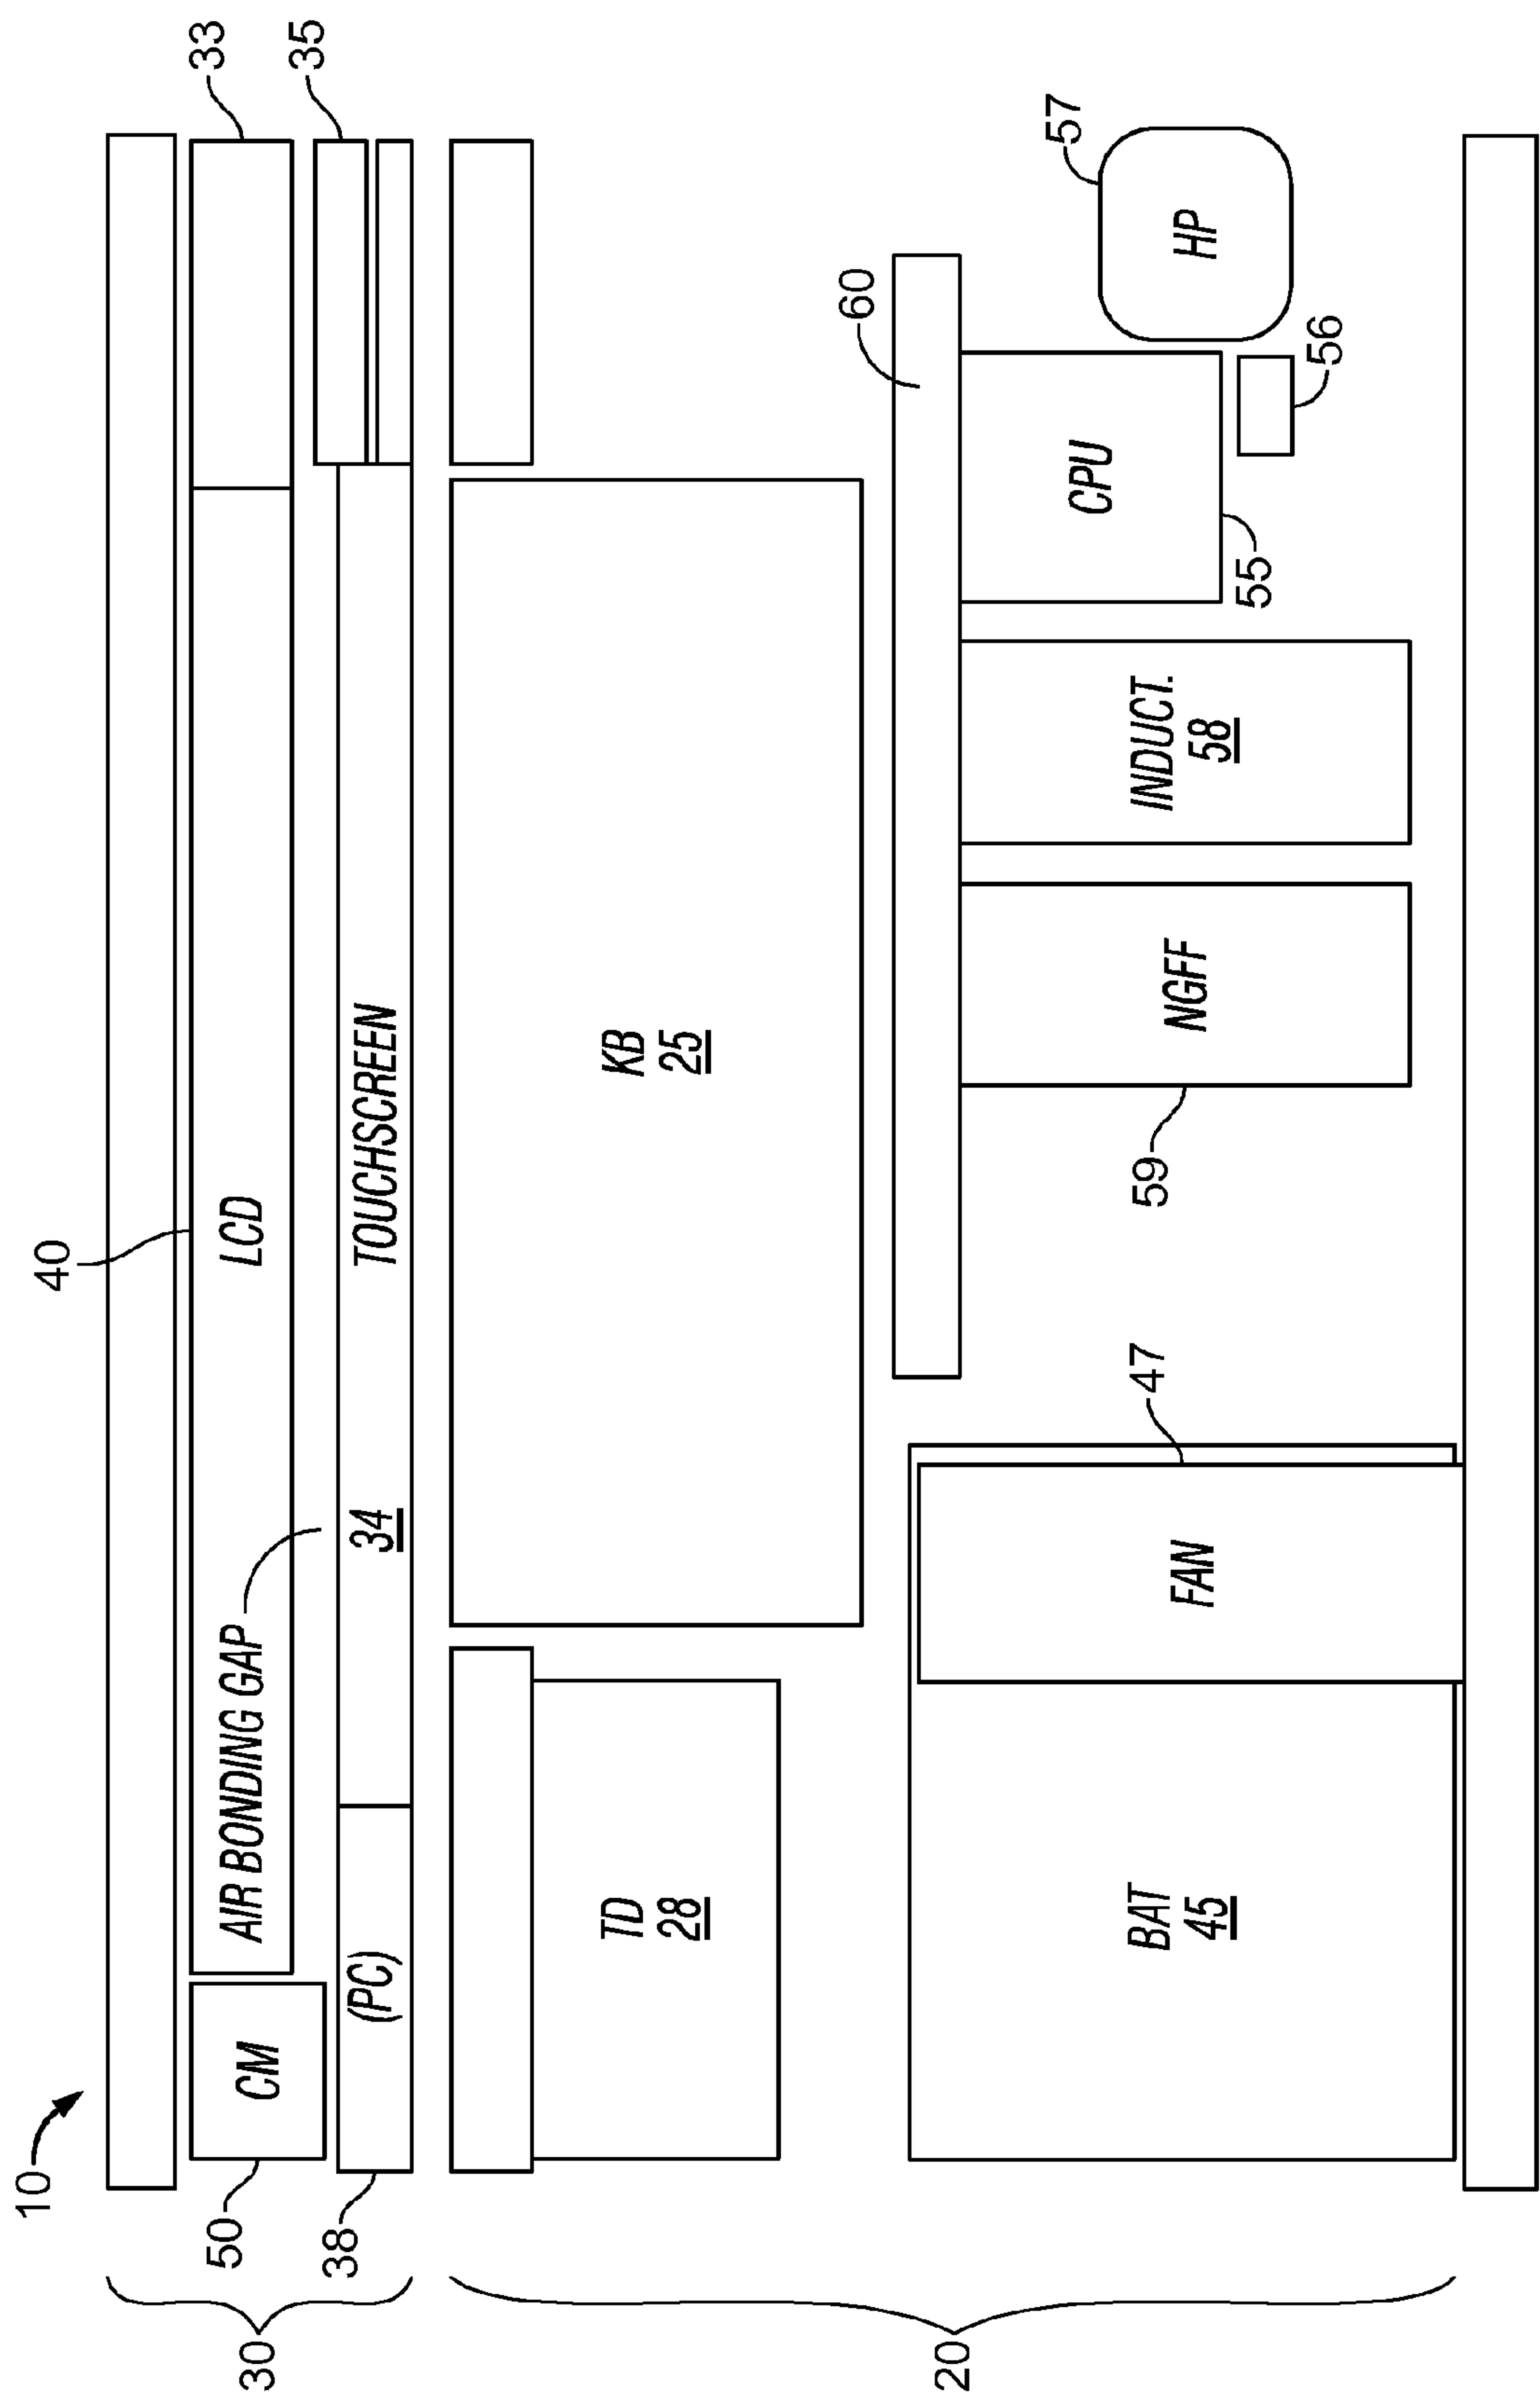 10
30
50
38
40
33
35
CM
AIR BONDING GAP
LCD
(PC)
34
TOUCHSCREEN
20
TD
28
KB
25
60
57
BAT
45
FAN
47
59
NGFF
INDUCT.
58
CPU
55
56
HP